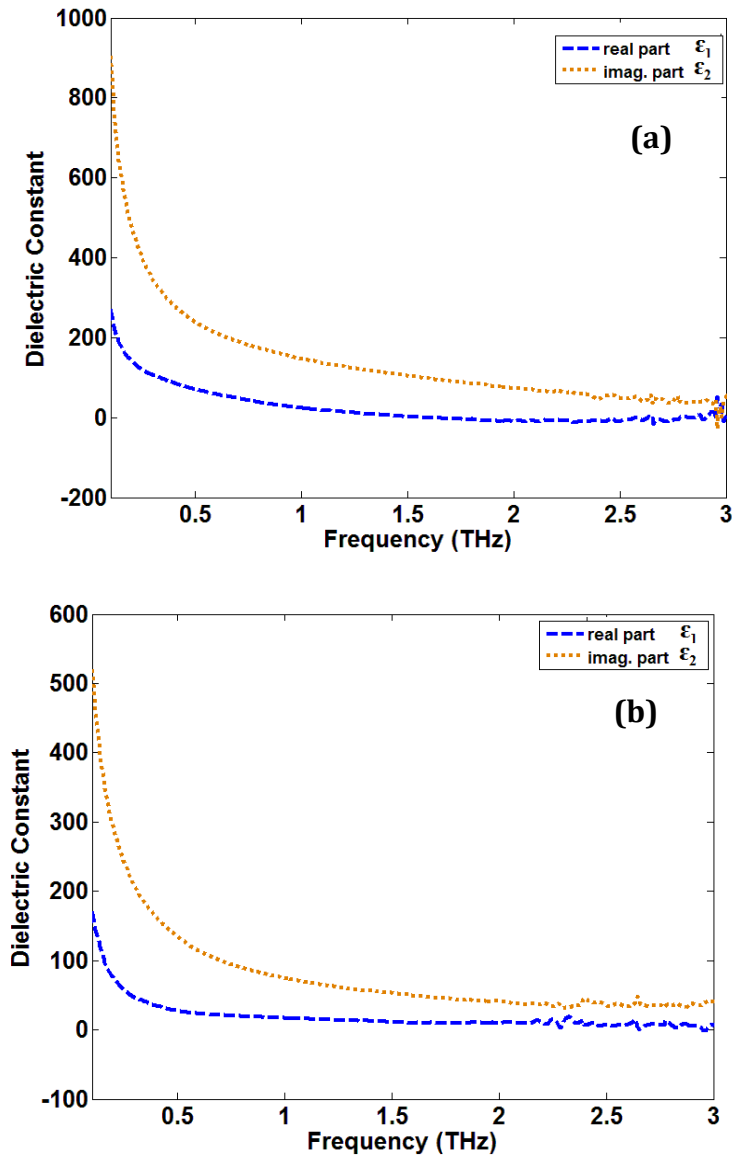 1000
800
600
400
200
0
-200
Dielectric Constant
real part ε1
imag. part ε2
(a)
0.5 1 1.5 2 2.5 3
Frequency (THz)
600
500
400
300
200
100
0
-100
Dielectric Constant
real part ε1
imag. part ε2
(b)
0.5 1 1.5 2 2.5 3
Frequency (THz)